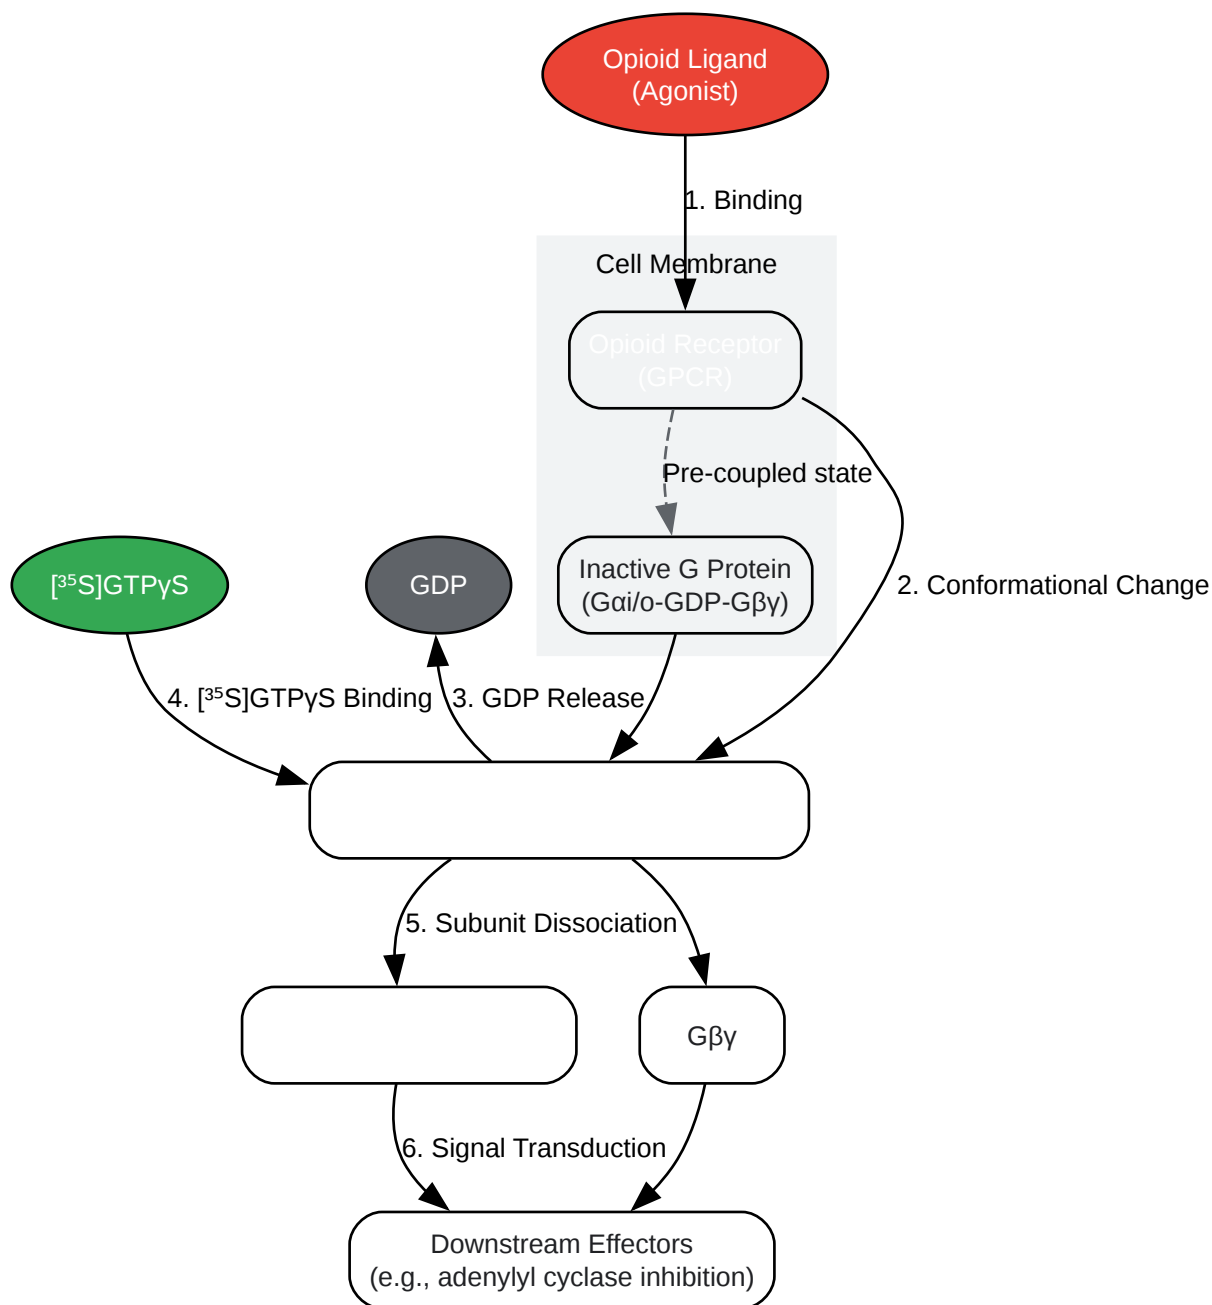 Opioid Ligand
(Agonist)
1. Binding
Cell Membrane
Opioid Receptor
(GPCR)
Pre-coupled state
[³⁵S]GTPγS
GDP
Inactive G Protein
(Gαi/o-GDP-Gβγ)
2. Conformational Change
4. [³⁵S]GTPγS Binding
3. GDP Release
5. Subunit Dissociation
Gβγ
6. Signal Transduction
Downstream Effectors
(e.g., adenylyl cyclase inhibition)